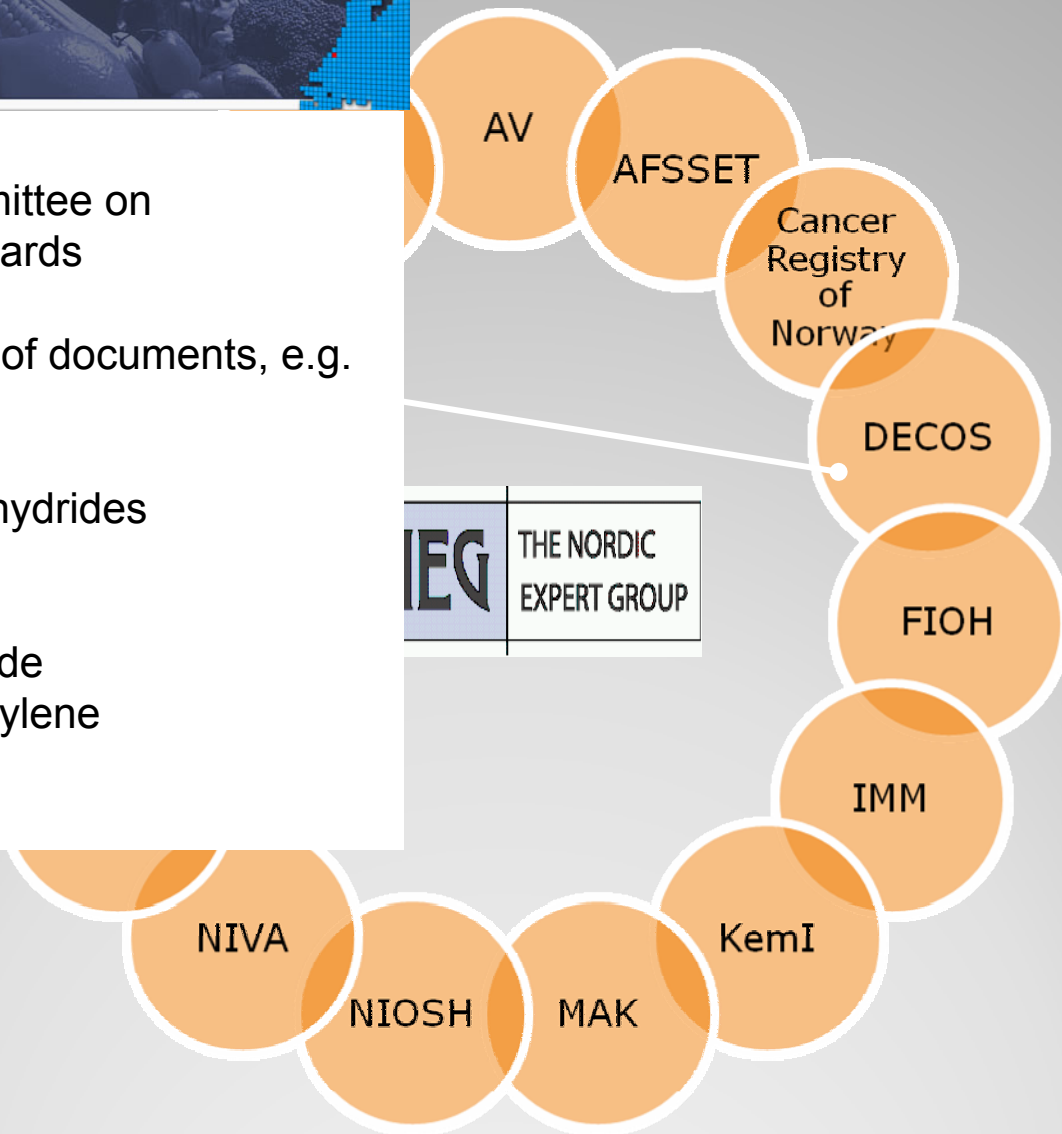 mittee on
ards
of documents, e.g.
hydrides
de
ylene
AV
AFSSET
Cancer
Registry
of
Norway
DECOS
THE NORDIC
EXPERT GROUP
FIOH
IMM
KemI
MAK
NIOSH
NIVA